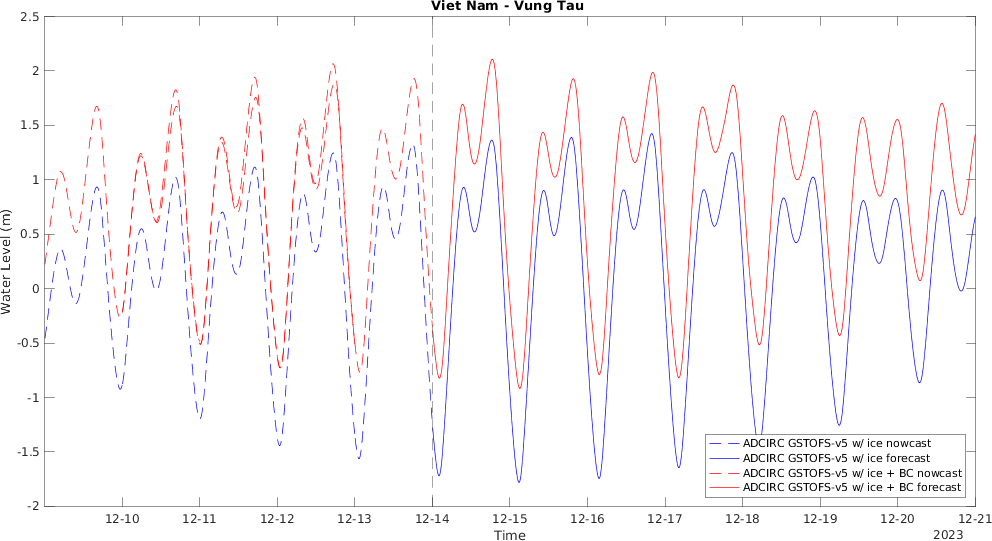 Viet Nam - Vung Tau
2.5
2
1.5
1
0.5
0
-0.5
-1
-1.5
-2
Water Level (m)
ADCIRC GSTOFS-v5 w/ ice nowcast
ADCIRC GSTOFS-v5 w/ ice forecast
ADCIRC GSTOFS-v5 w/ ice + BC nowcast
ADCIRC GSTOFS-v5 w/ ice + BC forecast
12-10 12-11 12-12 12-13 12-14 12-15 12-16 12-17 12-18 12-19 12-20 12-21
Time
2023